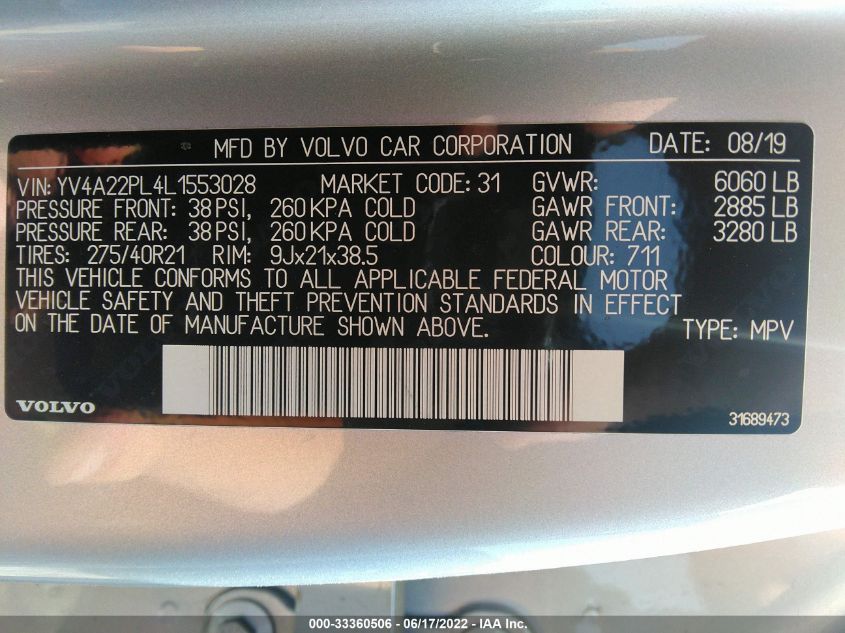 MFD BY VOLVO CAR CORPORATION DATE: 08/19
VIN: YV4A22PL4L1553028 MARKET CODE: 31 GVWR: 6060 LB
PRESSURE FRONT: 38 PSI, 260 KPA COLD GAWR FRONT: 2885 LB
PRESSURE REAR: 38 PSI, 260 KPA COLD GAWR REAR: 3280 LB
TIRES: 275/40R21 RIM: 9Jx21x38.5 COLOUR: 711
THIS VEHICLE CONFORMS TO ALL APPLICABLE FEDERAL MOTOR
VEHICLE SAFETY AND THEFT PREVENTION STANDARDS IN EFFECT
ON THE DATE OF MANUFACTURE SHOWN ABOVE. TYPE: MPV
VOLVO 31689473
000-33360506 - 06/17/2022 - IAA Inc.